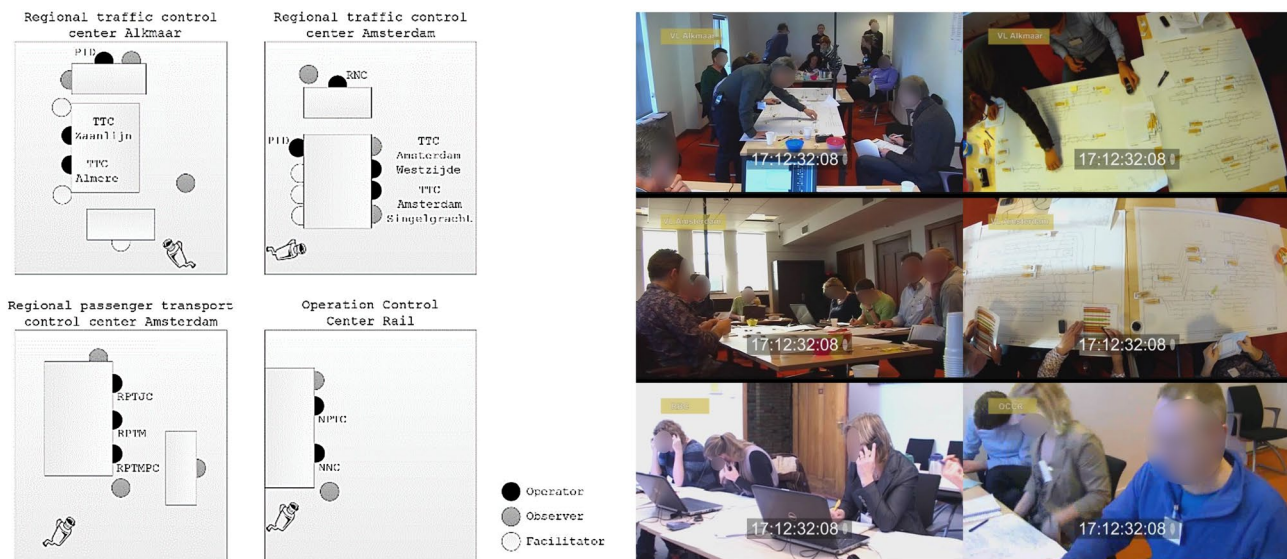 Regional traffic control
center Alkmaar
PID
TTC
Zaanlijn
TTC
Almere
Regional traffic control
center Amsterdam
RNC
PID
TTC
Amsterdam
Westzijde
TTC
Amsterdam
Singelgracht
Regional passenger transport
control center Amsterdam
RPTJC
RPTM
RPTMPC
Operation Control
Center Rail
NPTC
NNC
Operator
Observer
Facilitator
VL Alkmaar
17:12:32:08
VL Alkmaar
17:12:32:08
VL Amsterdam
17:12:32:08
17:12:32:08
17:12:32:08
OCCR
17:12:32:08